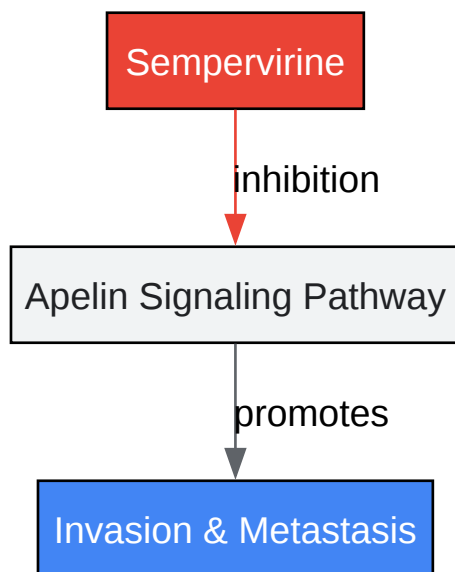 Sempervirine
inhibition
Apelin Signaling Pathway
promotes
Invasion & Metastasis